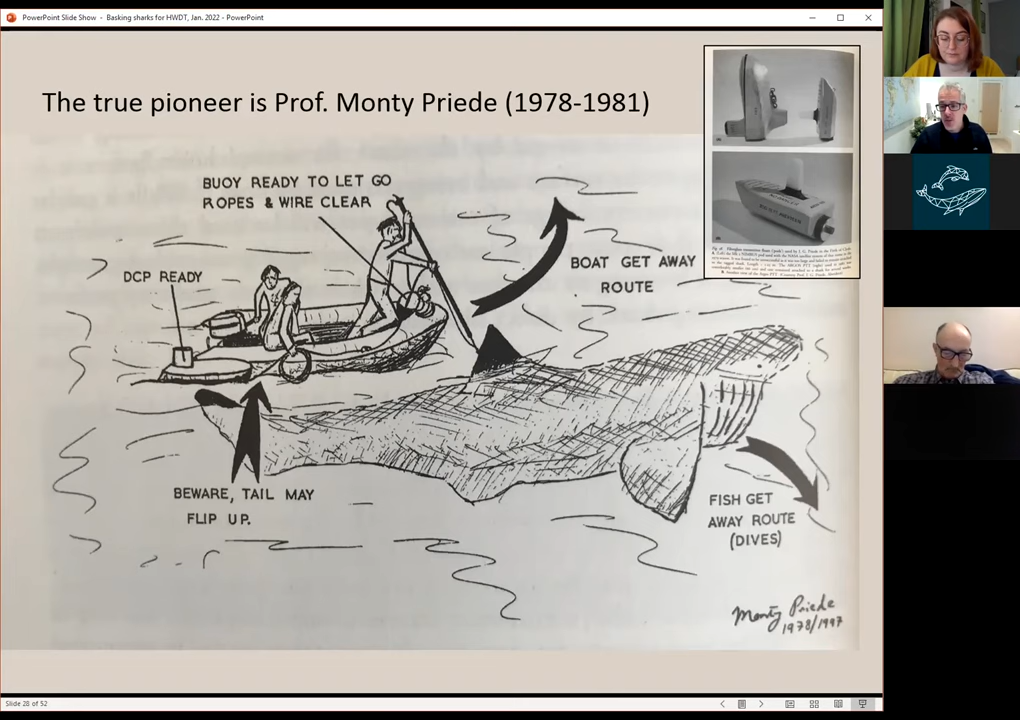 PowerPoint Slide Show - Basking sharks for HWDT, Jan. 2022 - PowerPoint
The true pioneer is Prof. Monty Priede (1978-1981)
BUOY READY TO LET GO
ROPES & WIRE CLEAR
DCP READY
BOAT GET AWAY
ROUTE
BEWARE, TAIL MAY
FLIP UP.
FISH GET
AWAY ROUTE
(DIVES)
Monty Priede
1978/1997
Slide 28 of 52